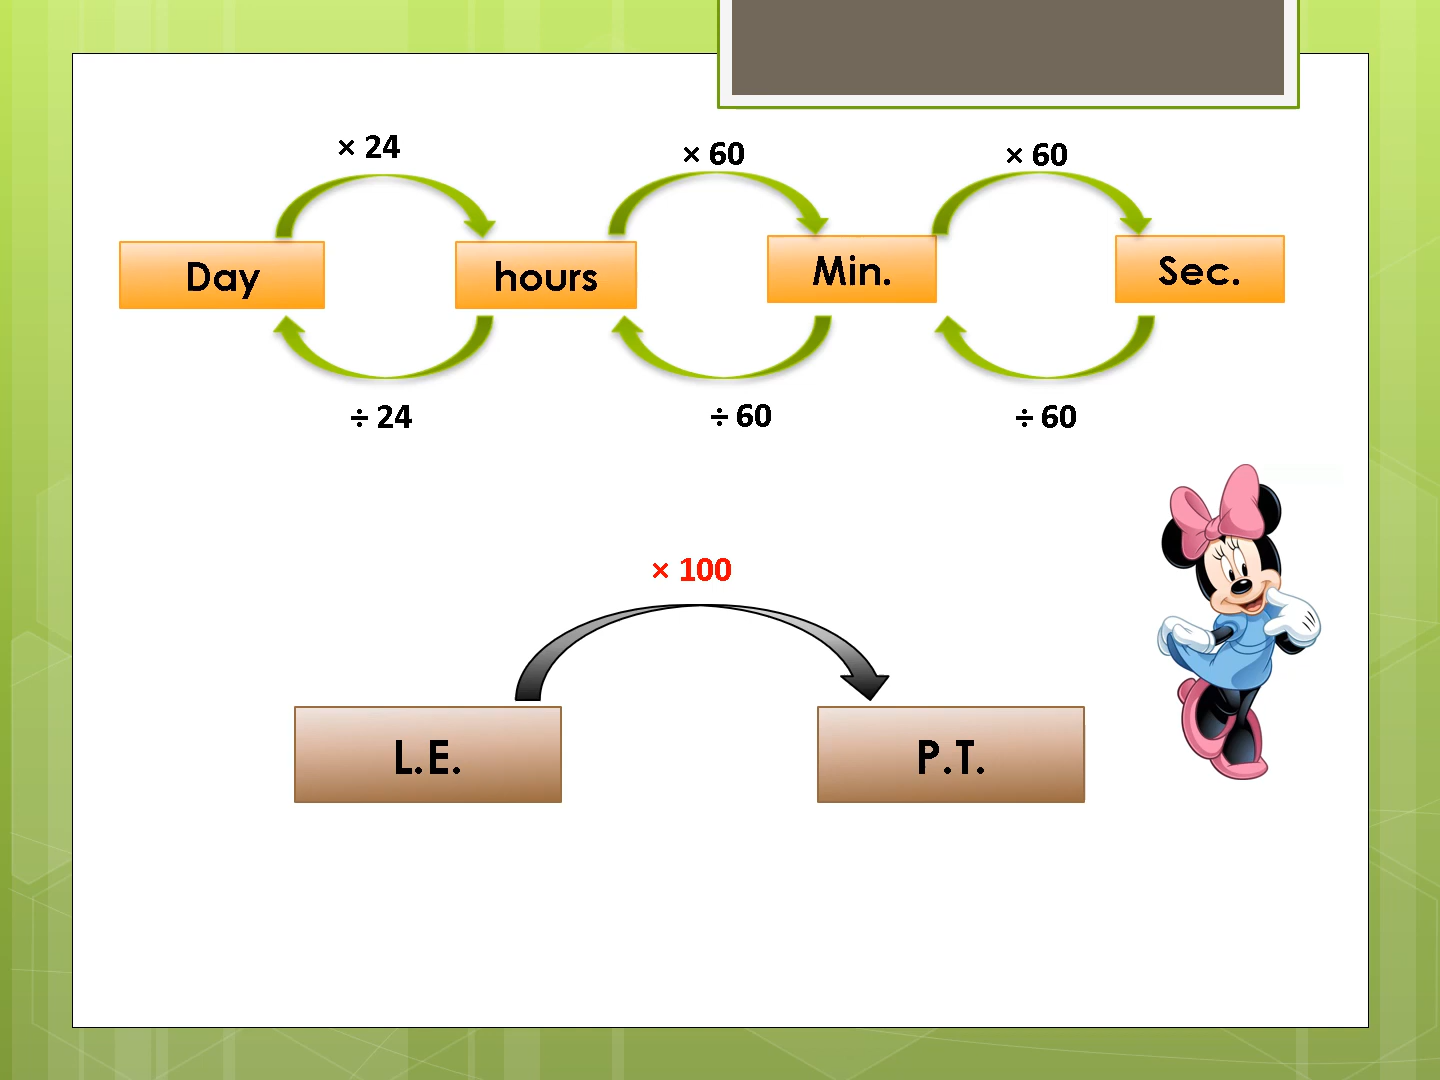 × 24
× 60
× 60
Day
hours
Min.
Sec.
÷ 24
÷ 60
÷ 60
× 100
L.E.
P.T.